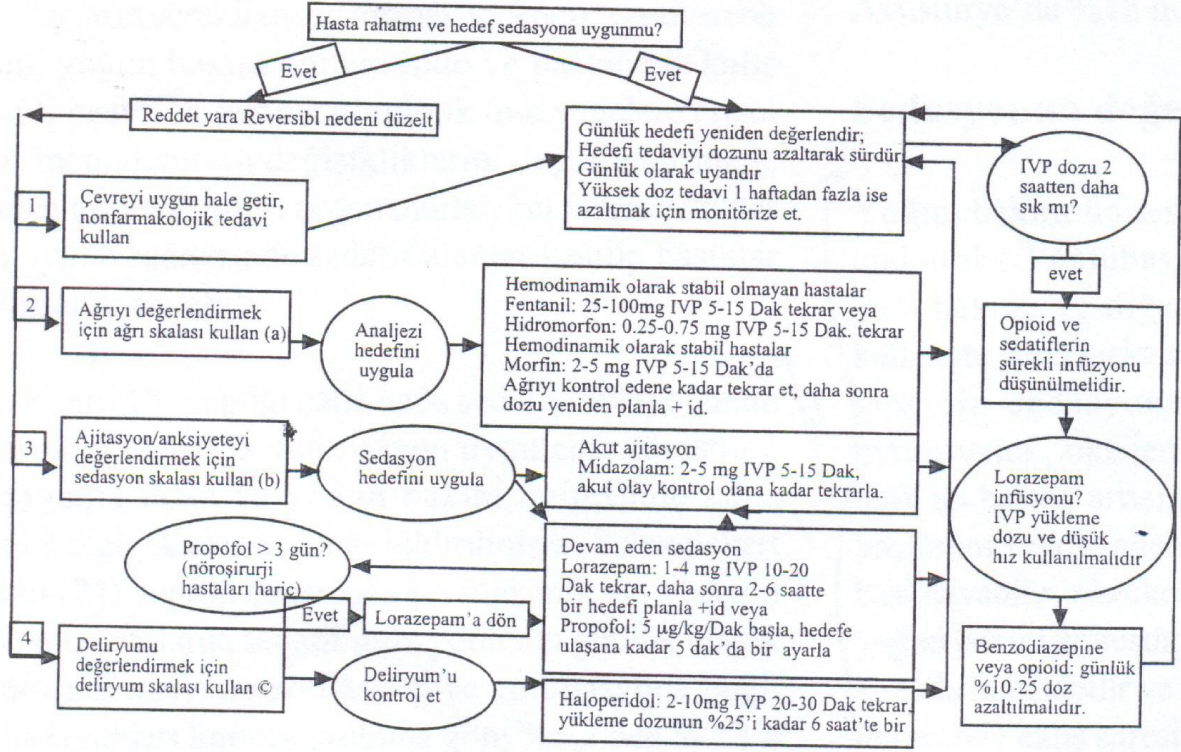 Hasta rahatmı ve hedef sedasyona uygunmu?
Evet
Evet
Reddet yara Reversibl nedeni düzelt
Günlük hedefi yeniden değerlendir;
Hedefi tedaviyi dozunu azaltarak sürdür
Günlük olarak uyandır
Yüksek doz tedavi 1 haftadan fazla ise
azaltmak için monitörize et.
IVP dozu 2
saatten daha
sık mı?
evet
1
Çevreyi uygun hale getir,
nonfarmakolojik tedavi
kullan
2
Ağrıyı değerlendirmek
için ağrı skalası kullan (a)
Analjezi
hedefini
uygula
Hemodinamik olarak stabil olmayan hastalar
Fentanil: 25-100mg IVP 5-15 Dak tekrar veya
Hidromorfon: 0.25-0.75 mg IVP 5-15 Dak. tekrar
Hemodinamik olarak stabil hastalar
Morfin: 2-5 mg IVP 5-15 Dak'da
Ağrıyı kontrol edene kadar tekrar et, daha sonra
dozu yeniden planla + id.
Opioid ve
sedatiflerin
sürekli infüzyonu
düşünülmelidir.
3
Ajitasyon/anksiyeteyi
değerlendirmek için
sedasyon skalası kullan (b)
Sedasyon
hedefini uygula
Akut ajitasyon
Midazolam: 2-5 mg IVP 5-15 Dak,
akut olay kontrol olana kadar tekrarla.
Lorazepam
infüsyonu?
IVP yükleme
dozu ve düşük
hız kullanılmalıdır
Propofol > 3 gün?
(nöroşirurji
hastaları hariç)
Devam eden sedasyon
Lorazepam: 1-4 mg IVP 10-20
Dak tekrar, daha sonra 2-6 saatte
bir hedefi planla +id veya
Propofol: 5 µg/kg/Dak başla, hedefe
ulaşana kadar 5 dak'da bir ayarla
Evet
Lorazepam'a dön
4
Deliryumu
değerlendirmek için
deliryum skalası kullan ©
Deliryum'u
kontrol et
Haloperidol: 2-10mg IVP 20-30 Dak tekrar,
yükleme dozunun %25'i kadar 6 saat'te bir
Benzodiazepine
veya opioid: günlük
%10-25 doz
azaltılmalıdır.